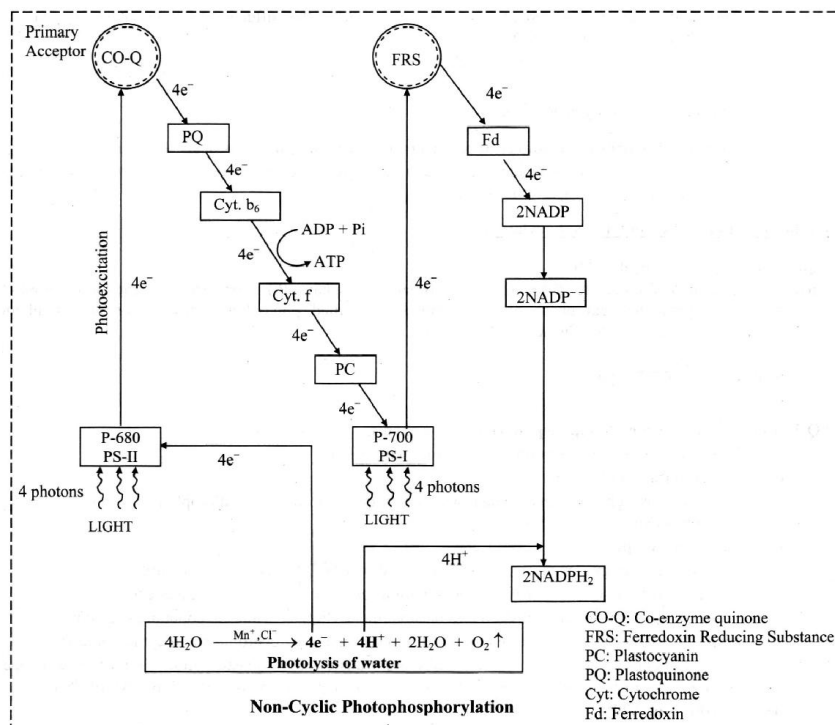 Primary
Acceptor
CO-Q
FRS
4e⁻
4e⁻
PQ
Fd
4e⁻
4e⁻
Cyt. b₆
2NADP
ADP + Pi
4e⁻
ATP
Photoexcitation
4e⁻
4e⁻
Cyt. f
2NADP⁻⁻
4e⁻
PC
4e⁻
P-680
PS-II
P-700
PS-I
4e⁻
4 photons
4 photons
LIGHT
LIGHT
4H⁺
2NADPH₂
4H₂O Mn⁺,Cl⁻ → 4e⁻ + 4H⁺ + 2H₂O + O₂ ↑
Photolysis of water
CO-Q: Co-enzyme quinone
FRS: Ferredoxin Reducing Substance
PC: Plastocyanin
PQ: Plastoquinone
Cyt: Cytochrome
Fd: Ferredoxin
Non-Cyclic Photophosphorylation